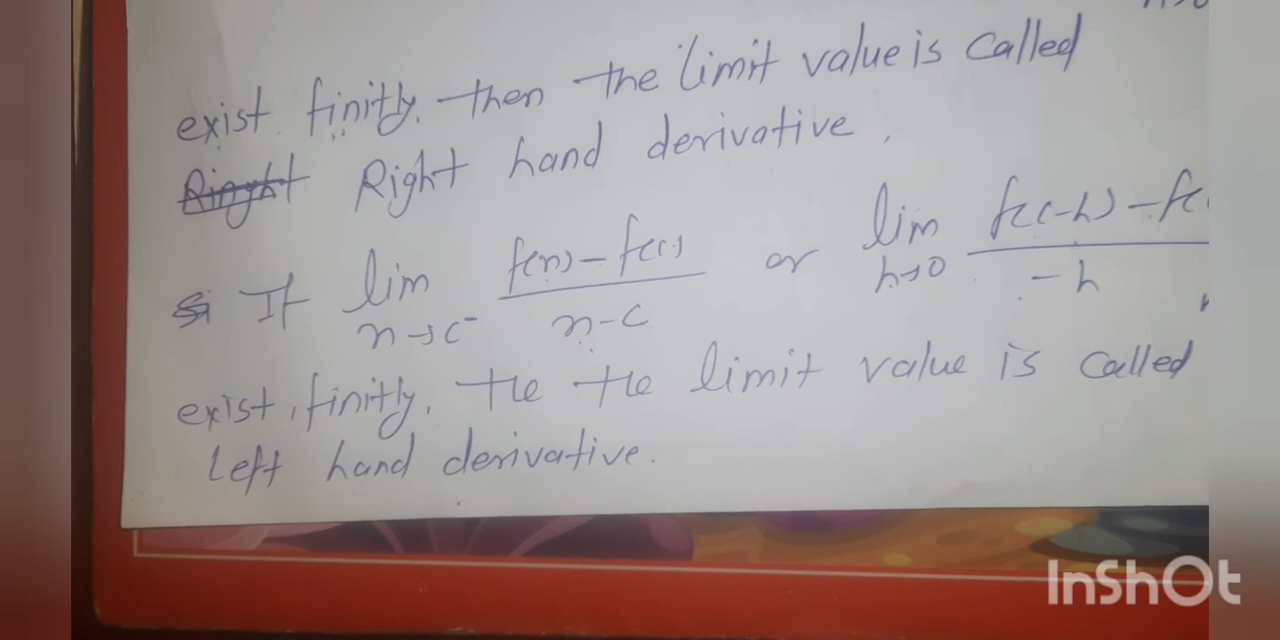 exist finitly. then the limit value is called
Right hand derivative.
If lim f(x) - f(c) or lim f(c-h) - f(
x→c⁻ x-c h→0 -h
exist, finitly. the the limit value is called
Left hand derivative.
InShOt